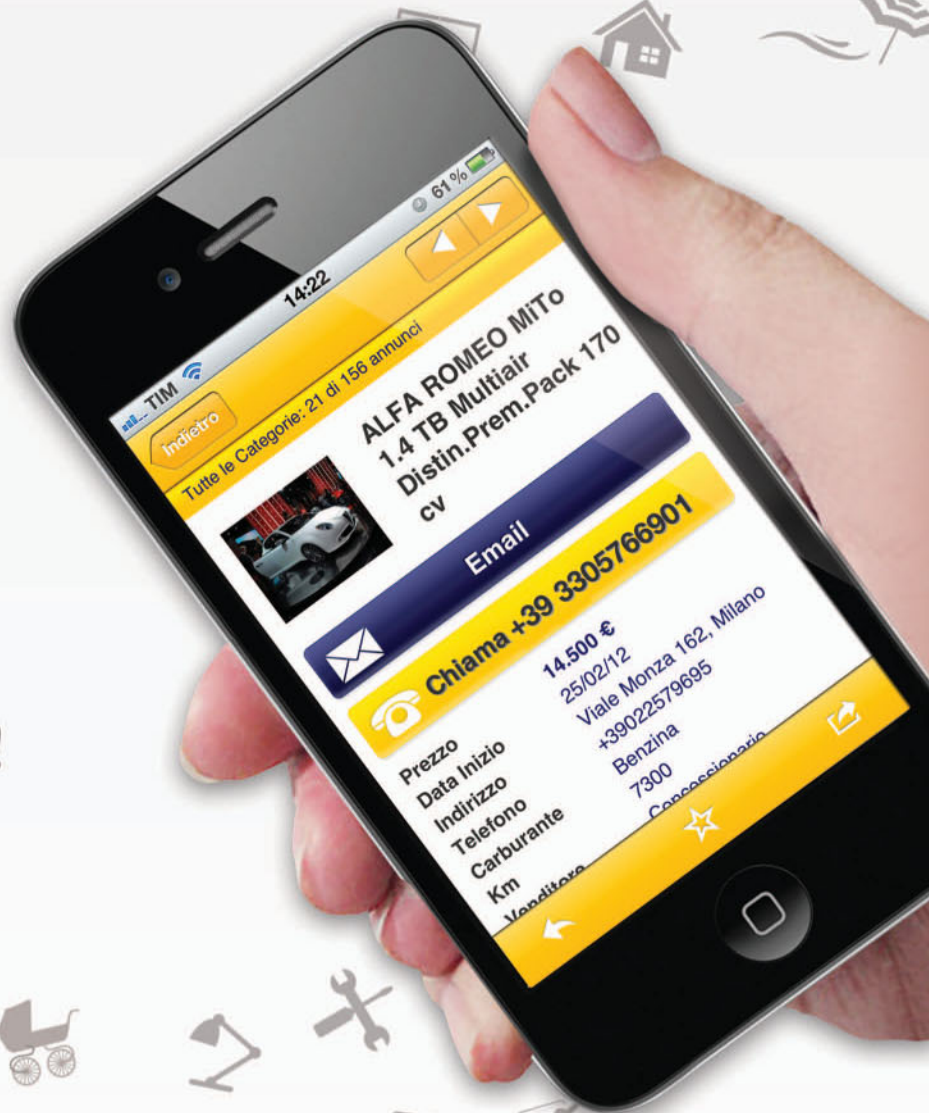 TIM
14:22
61 %
Indietro
Tutte le Categorie: 21 di 156 annunci
ALFA ROMEO MiTo
1.4 TB Multiair
Distin.Prem.Pack 170
cv
Email
Chiama +39 3305766901
Prezzo 14.500 €
Data Inizio 25/02/12
Indirizzo Viale Monza 162, Milano
Telefono +39022579695
Carburante Benzina
Km 7300
Venditore Concessionario